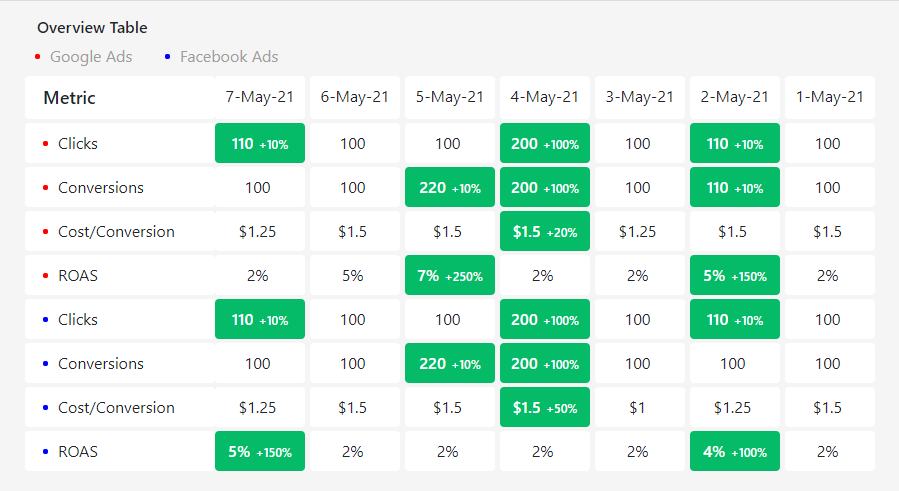 Overview Table
Google Ads Facebook Ads
Metric 7-May-21 6-May-21 5-May-21 4-May-21 3-May-21 2-May-21 1-May-21
Clicks 110 +10% 100 100 200 +100% 100 110 +10% 100
Conversions 100 100 220 +10% 200 +100% 100 110 +10% 100
Cost/Conversion $1.25 $1.5 $1.5 $1.5 +20% $1.25 $1.5 $1.5
ROAS 2% 5% 7% +250% 2% 2% 5% +150% 2%
Clicks 110 +10% 100 100 200 +100% 100 110 +10% 100
Conversions 100 100 220 +10% 200 +100% 100 100 100
Cost/Conversion $1.25 $1.5 $1.5 $1.5 +50% $1 $1.25 $1.5
ROAS 5% +150% 2% 2% 2% 2% 4% +100% 2%